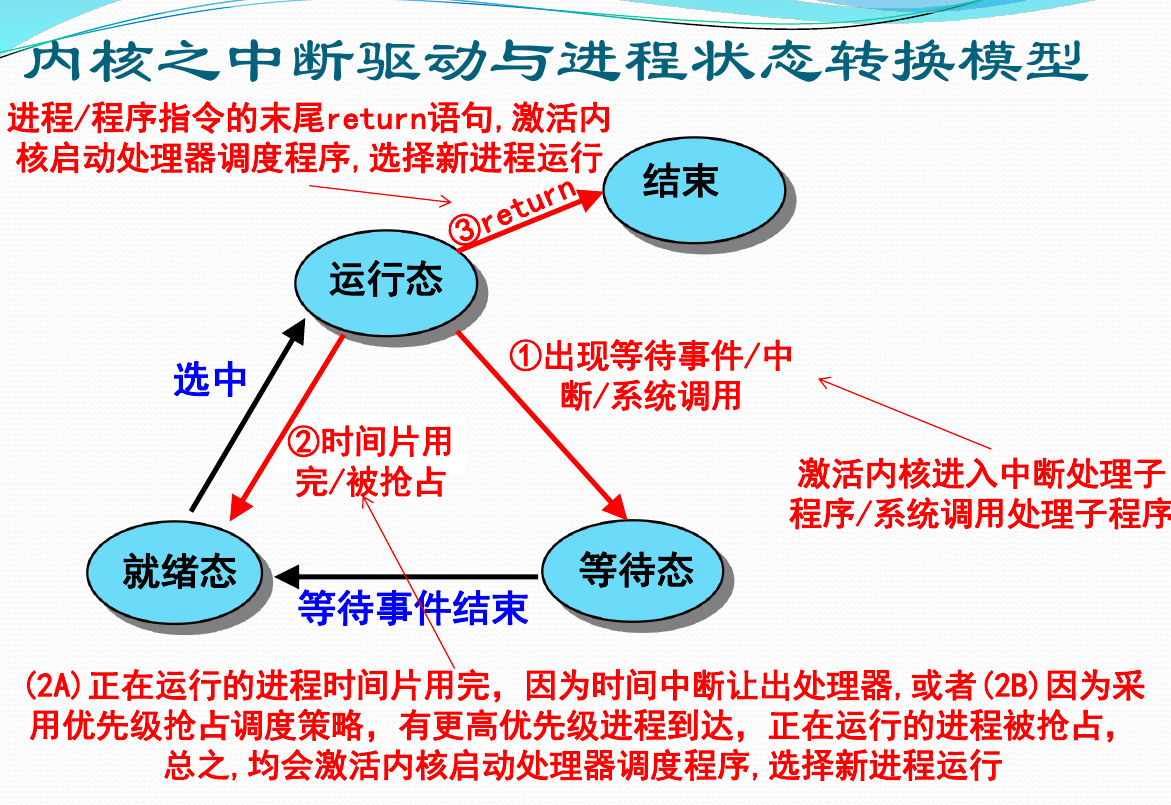 内核之中断驱动与进程状态转换模型
进程/程序指令的末尾return语句,激活内
核启动处理器调度程序,选择新进程运行
结束
③return
运行态
①出现等待事件/中
断/系统调用
选中
②时间片用
完/被抢占
激活内核进入中断处理子
程序/系统调用处理子程序
就绪态
等待态
等待事件结束
(2A)正在运行的进程时间片用完，因为时间中断让出处理器,或者(2B)因为采
用优先级抢占调度策略，有更高优先级进程到达，正在运行的进程被抢占，
总之,均会激活内核启动处理器调度程序,选择新进程运行